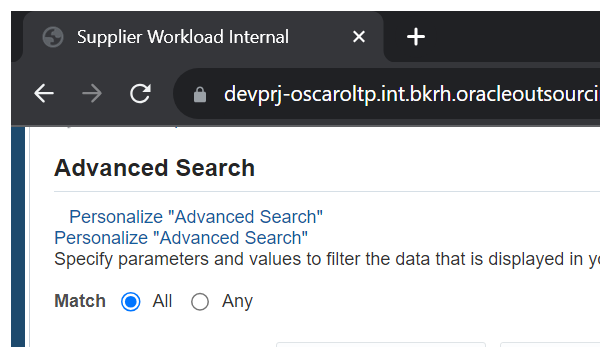 Supplier Workload Internal
devprj-oscaroltp.int.bkrh.oracleoutsourci
Advanced Search
Personalize "Advanced Search"
Personalize "Advanced Search"
Specify parameters and values to filter the data that is displayed in yo
Match All Any